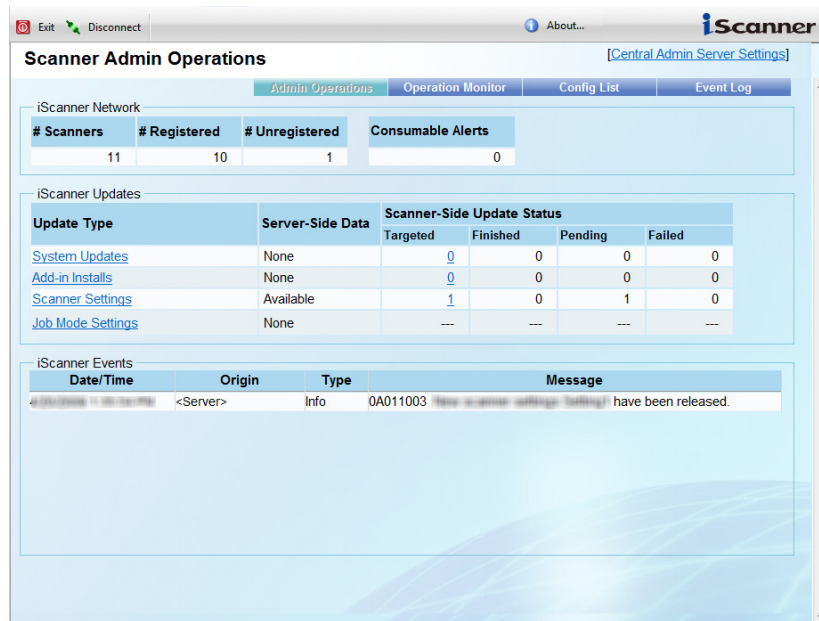 Exit Disconnect About... iScanner
Scanner Admin Operations [Central Admin Server Settings]
Admin Operations Operation Monitor Config List Event Log
iScanner Network
# Scanners # Registered # Unregistered Consumable Alerts
11 10 1 0
iScanner Updates
Update Type Server-Side Data Scanner-Side Update Status
Targeted Finished Pending Failed
System Updates None 0 0 0 0
Add-in Installs None 0 0 0 0
Scanner Settings Available 1 0 1 0
Job Mode Settings None --- --- --- ---
iScanner Events
Date/Time Origin Type Message
<Server> Info 0A011003 have been released.